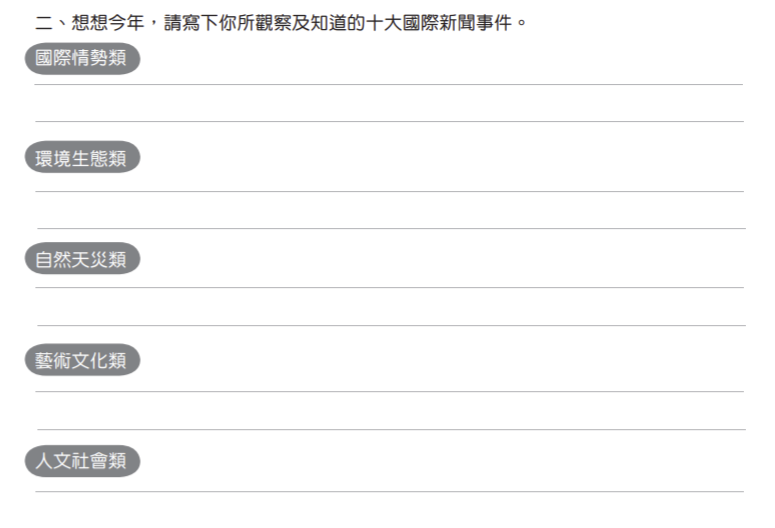 二、想想今年，請寫下你所觀察及知道的十大國際新聞事件。
國際情勢類
環境生態類
自然天災類
藝術文化類
人文社會類